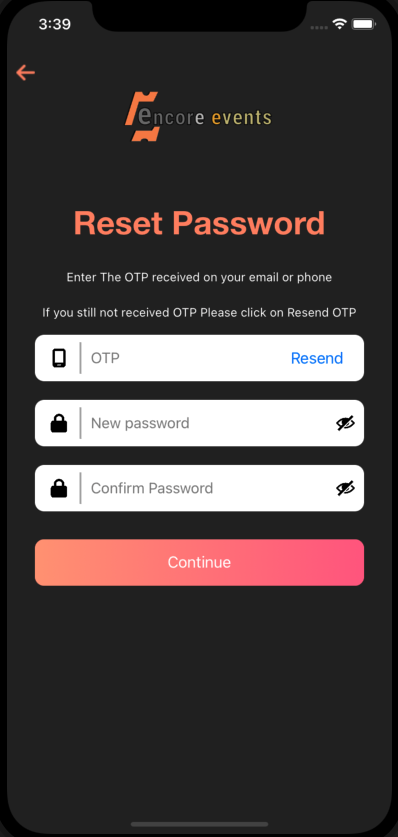 3:39
encore events
Reset Password
Enter The OTP received on your email or phone
If you still not received OTP Please click on Resend OTP
OTP Resend
New password
Confirm Password
Continue